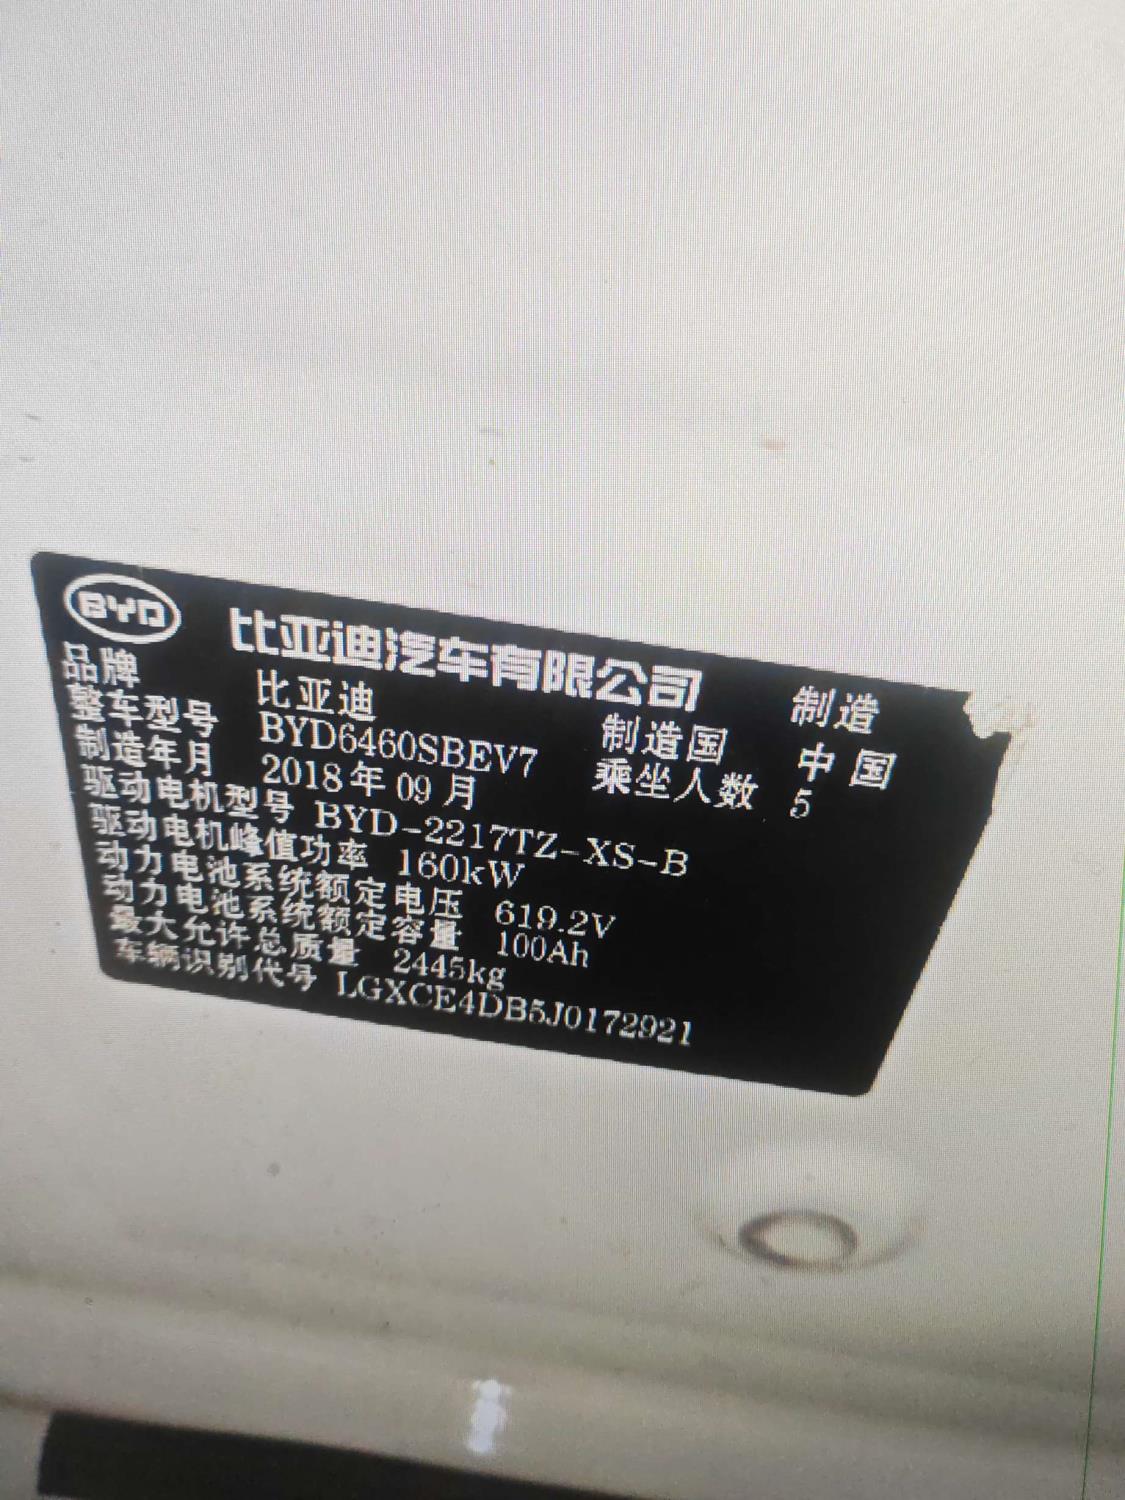 BYD 比亚迪汽车有限公司 制造
品牌 比亚迪 制造国 中国
整车型号 BYD6460SBEV7 乘坐人数 5
制造年月 2018年09月
驱动电机型号 BYD-2217TZ-XS-B
驱动电机峰值功率 160kW
动力电池系统额定电压 619.2V
动力电池系统额定容量 100Ah
最大允许总质量 2445kg
车辆识别代号 LGXCE4DB5J0172921